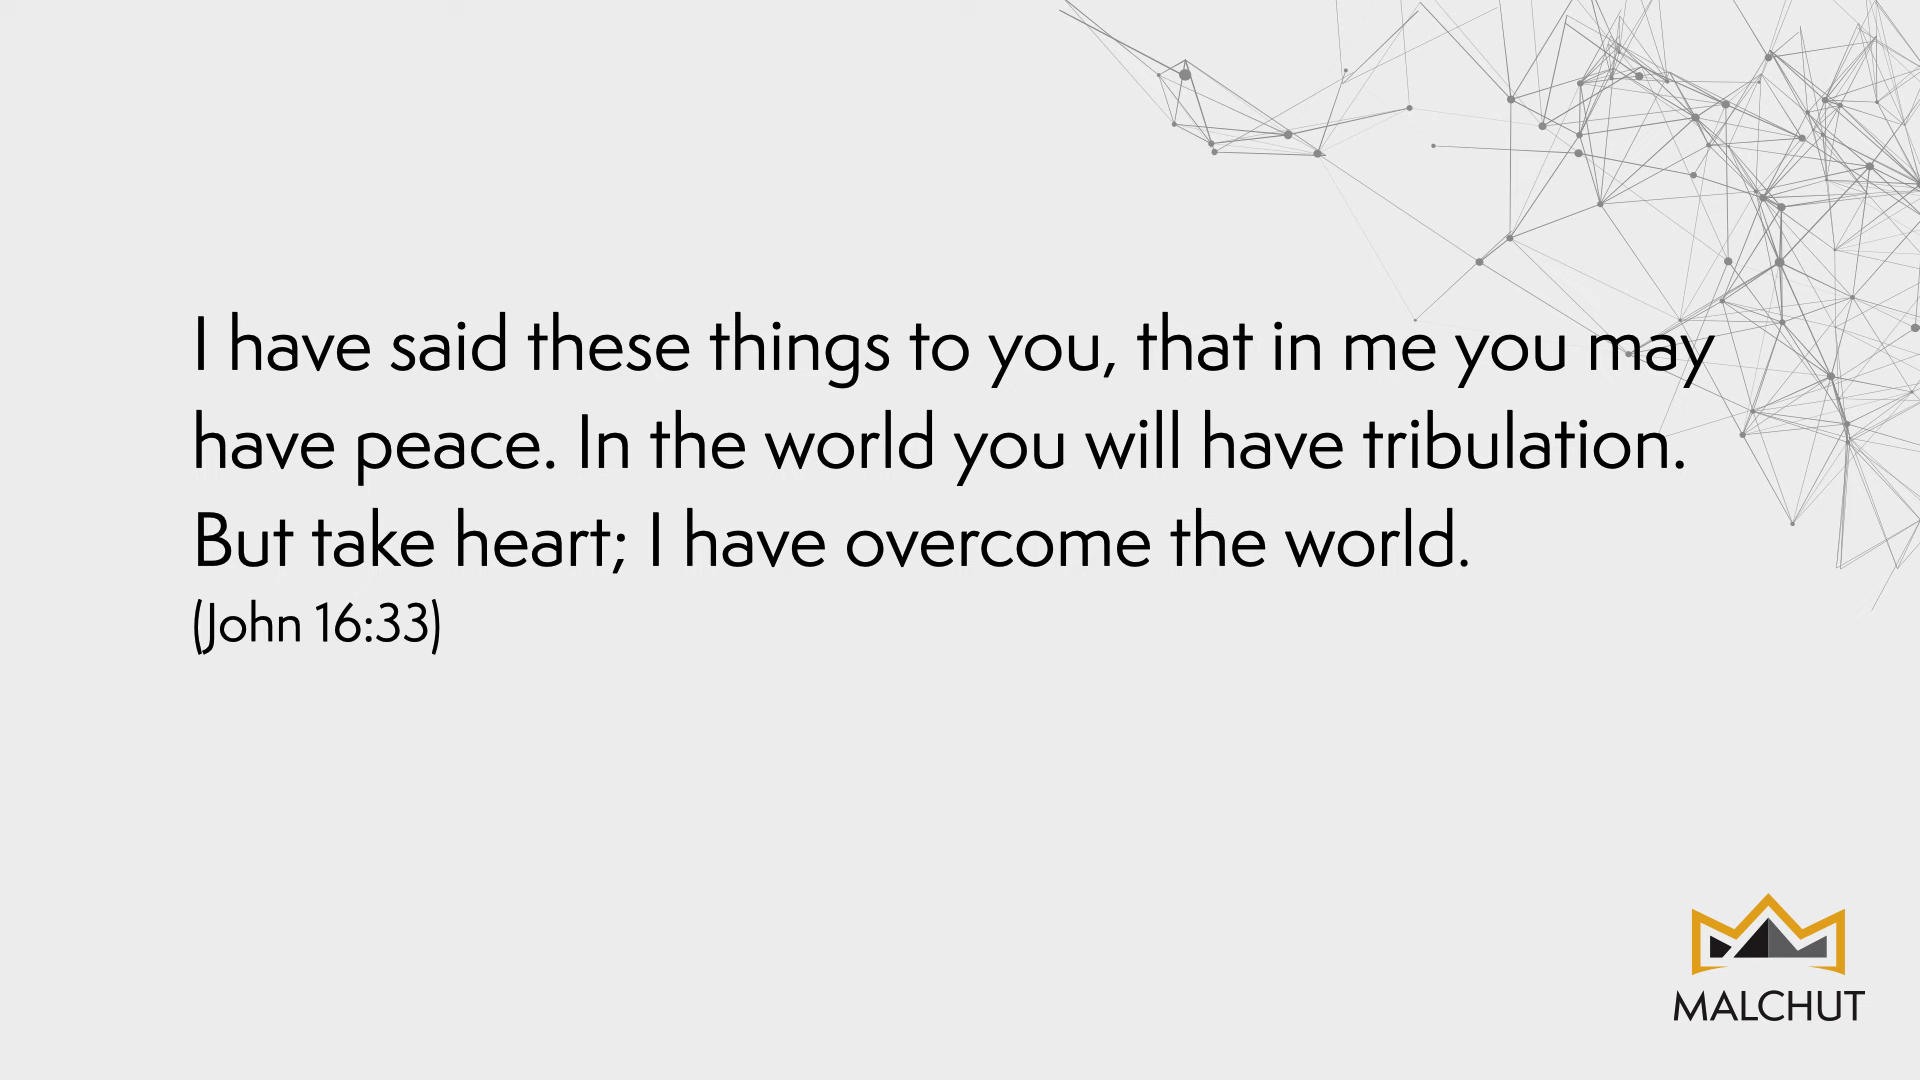 I have said these things to you, that in me you may
have peace. In the world you will have tribulation.
But take heart; I have overcome the world.
(John 16:33)
MALCHUT